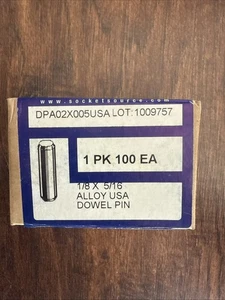 www.socketsource.com
DPA02X005USA LOT:1009757
1 PK 100 EA
1/8 X 5/16
ALLOY USA
DOWEL PIN